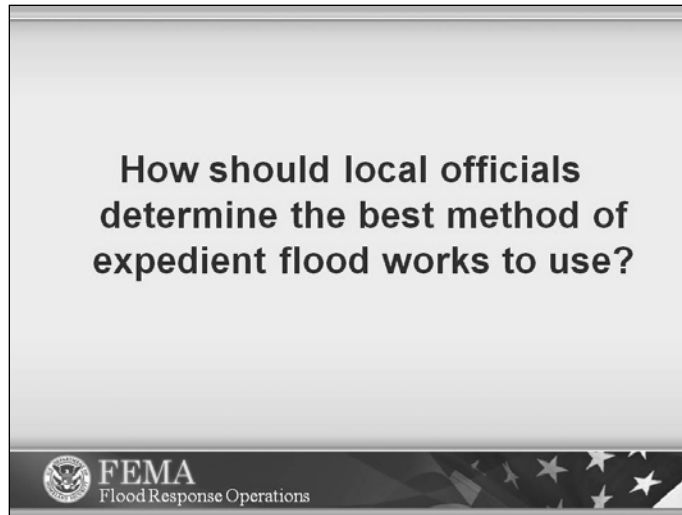 How should local officials
determine the best method of
expedient flood works to use?
FEMA
Flood Response Operations